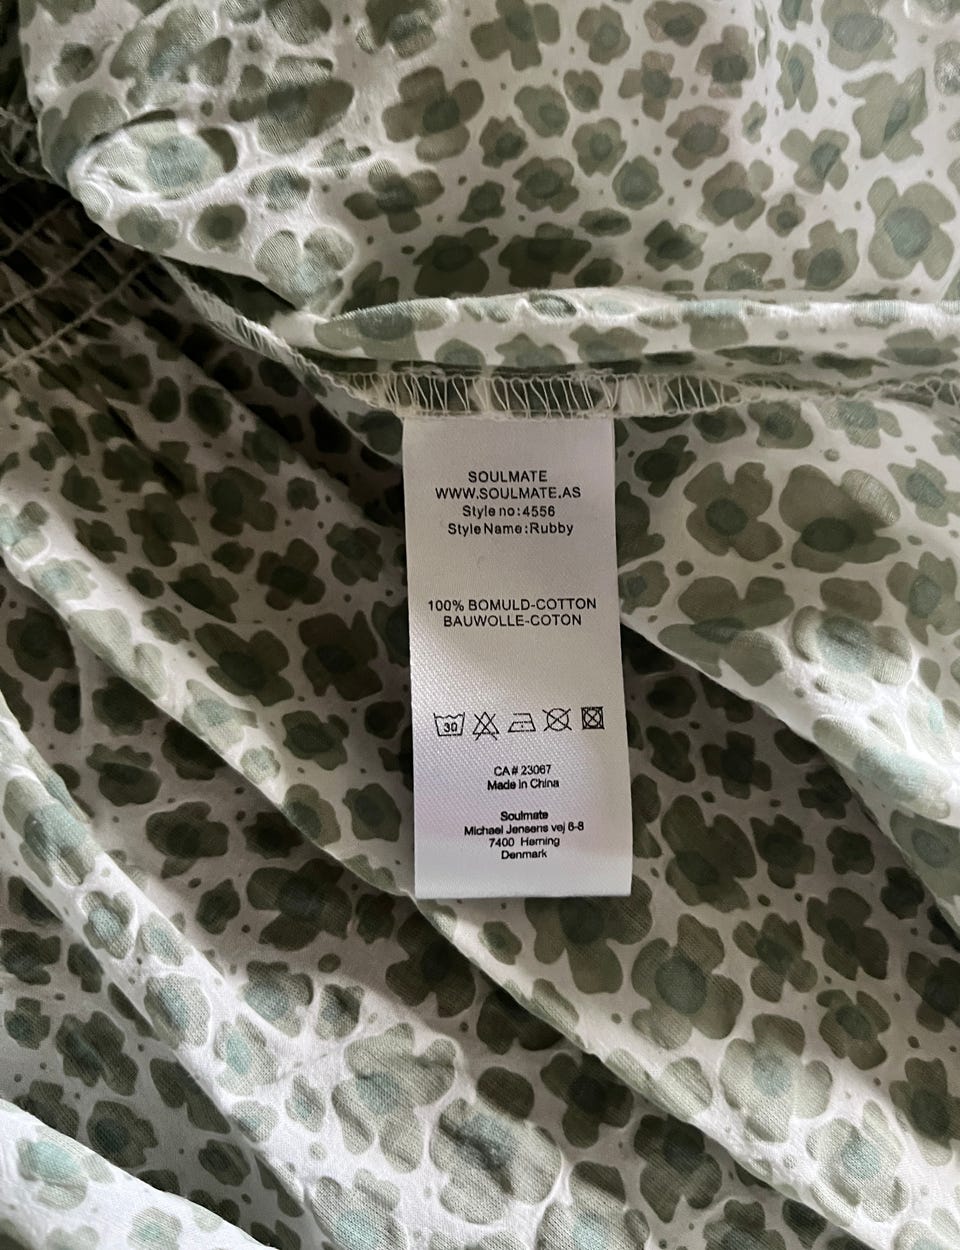 SOULMATE
WWW.SOULMATE.AS
Style no:4556
Style Name:Rubby
100% BOMULD-COTTON
BAUWOLLE-COTON
30
CA# 23067
Made in China
Soulmate
Michael Jensens vej 6-8
7400 Herning
Denmark